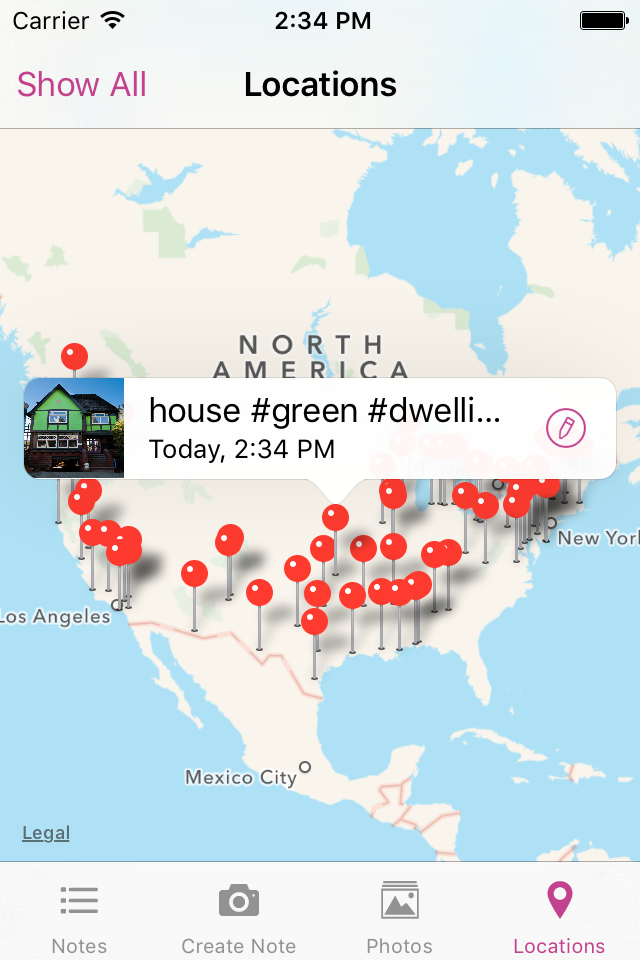 Carrier 2:34 PM
Show All Locations
NORTH
AMERICA
house #green #dwelli...
Today, 2:34 PM
New York
Los Angeles
Mexico City
Legal
Notes Create Note Photos Locations